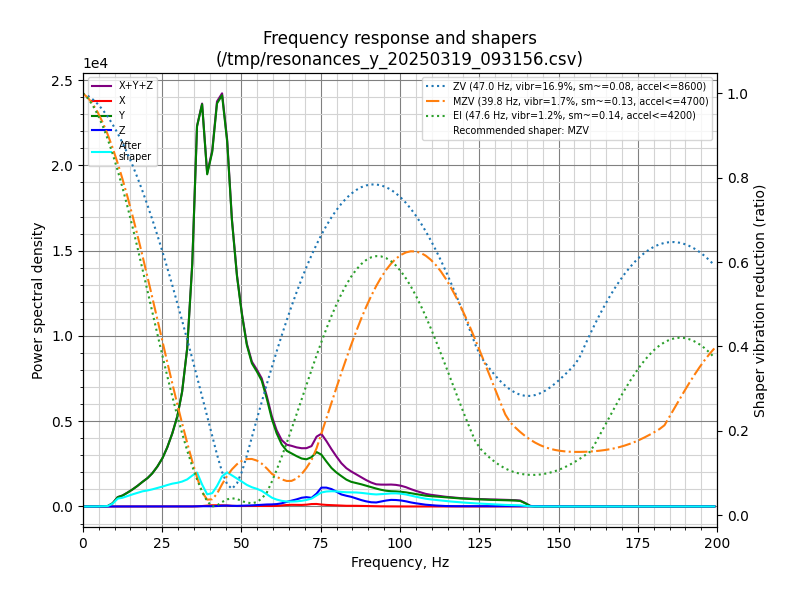 Frequency response and shapers
(/tmp/resonances_y_20250319_093156.csv)
1e4
X+Y+Z
X
Y
Z
After
shaper
ZV (47.0 Hz, vibr=16.9%, sm~=0.08, accel<=8600)
MZV (39.8 Hz, vibr=1.7%, sm~=0.13, accel<=4700)
EI (47.6 Hz, vibr=1.2%, sm~=0.14, accel<=4200)
Recommended shaper: MZV
2.5
2.0
1.5
1.0
0.5
0.0
Power spectral density
1.0
0.8
0.6
0.4
0.2
0.0
Shaper vibration reduction (ratio)
0 25 50 75 100 125 150 175 200
Frequency, Hz